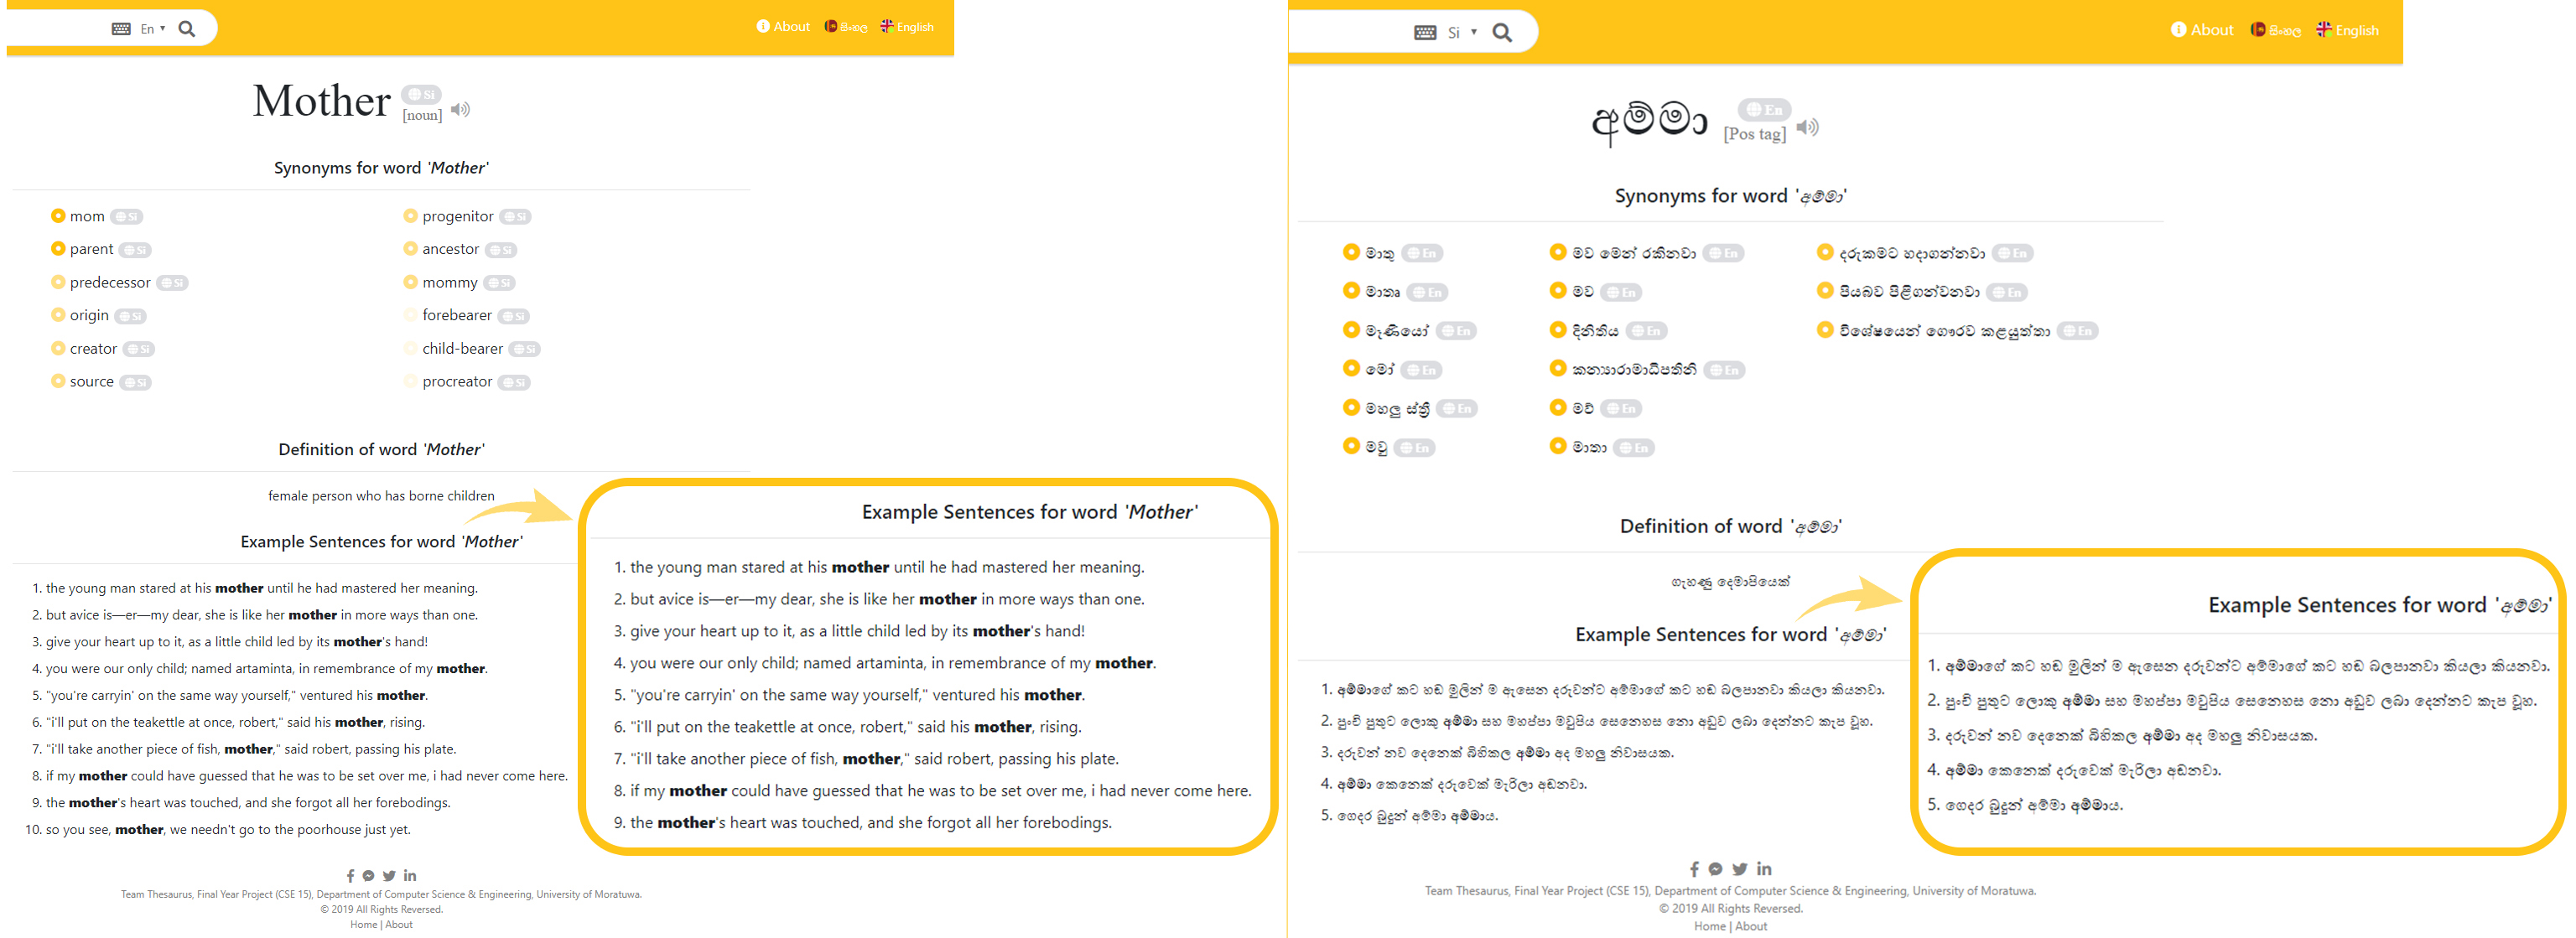 En
About සිංහල English
Mother Si
[noun]
Synonyms for word 'Mother'
mom Si
parent Si
predecessor Si
origin Si
creator Si
source Si
progenitor Si
ancestor Si
mommy Si
forebearer Si
child-bearer Si
procreator Si
Definition of word 'Mother'
female person who has borne children
Example Sentences for word 'Mother'
1. the young man stared at his mother until he had mastered her meaning.
2. but avice is—er—my dear, she is like her mother in more ways than one.
3. give your heart up to it, as a little child led by its mother's hand!
4. you were our only child; named artaminta, in remembrance of my mother.
5. "you're carryin' on the same way yourself," ventured his mother.
6. "i'll put on the teakettle at once, robert," said his mother, rising.
7. "i'll take another piece of fish, mother," said robert, passing his plate.
8. if my mother could have guessed that he was to be set over me, i had never come here.
9. the mother's heart was touched, and she forgot all her forebodings.
10. so you see, mother, we needn't go to the poorhouse just yet.
Example Sentences for word 'Mother'
1. the young man stared at his mother until he had mastered her meaning.
2. but avice is—er—my dear, she is like her mother in more ways than one.
3. give your heart up to it, as a little child led by its mother's hand!
4. you were our only child; named artaminta, in remembrance of my mother.
5. "you're carryin' on the same way yourself," ventured his mother.
6. "i'll put on the teakettle at once, robert," said his mother, rising.
7. "i'll take another piece of fish, mother," said robert, passing his plate.
8. if my mother could have guessed that he was to be set over me, i had never come here.
9. the mother's heart was touched, and she forgot all her forebodings.
Team Thesaurus, Final Year Project (CSE 15), Department of Computer Science & Engineering, University of Moratuwa.
© 2019 All Rights Reversed.
Home | About
Si
About සිංහල English
අම්මා En
[Pos tag]
Synonyms for word 'අම්මා'
මාතු En
මාතෘ En
මෑණියෝ En
මෝ En
මහලු ස්ත්‍රී En
මවු En
මව මෙන් රකිනවා En
මව En
දිනිතිය En
කන්‍යාරාමාධිපතිනි En
මව් En
මාතා En
දරුකමට හදාගන්නවා En
පියබව පිළිගන්වනවා En
විශේෂයෙන් ගෞරව කළයුත්තා En
Definition of word 'අම්මා'
ගැහණු දෙමාපියෙක්
Example Sentences for word 'අම්මා'
1. අම්මාගේ කට හඬ මුලින් ම ඇසෙන දරුවන්ට අම්මාගේ කට හඬ බලපානවා කියලා කියනවා.
2. පුංචි පුතුට ලොකු අම්මා සහ මහප්පා මවුපිය සෙනෙහස නො අඩුව ලබා දෙන්නට කැප වූහ.
3. දරුවන් නව දෙනෙක් බිහිකල අම්මා අද මහලු නිවාසයක.
4. අම්මා කෙනෙක් දරුවෙක් මැරිලා අඬනවා.
5. ගෙදර බුදුන් අම්මා අම්මාය.
Example Sentences for word 'අම්මා'
1. අම්මාගේ කට හඬ මුලින් ම ඇසෙන දරුවන්ට අම්මාගේ කට හඬ බලපානවා කියලා කියනවා.
2. පුංචි පුතුට ලොකු අම්මා සහ මහප්පා මවුපිය සෙනෙහස නො අඩුව ලබා දෙන්නට කැප වූහ.
3. දරුවන් නව දෙනෙක් බිහිකල අම්මා අද මහලු නිවාසයක.
4. අම්මා කෙනෙක් දරුවෙක් මැරිලා අඬනවා.
5. ගෙදර බුදුන් අම්මා අම්මාය.
Team Thesaurus, Final Year Project (CSE 15), Department of Computer Science & Engineering, University of Moratuwa.
© 2019 All Rights Reversed.
Home | About